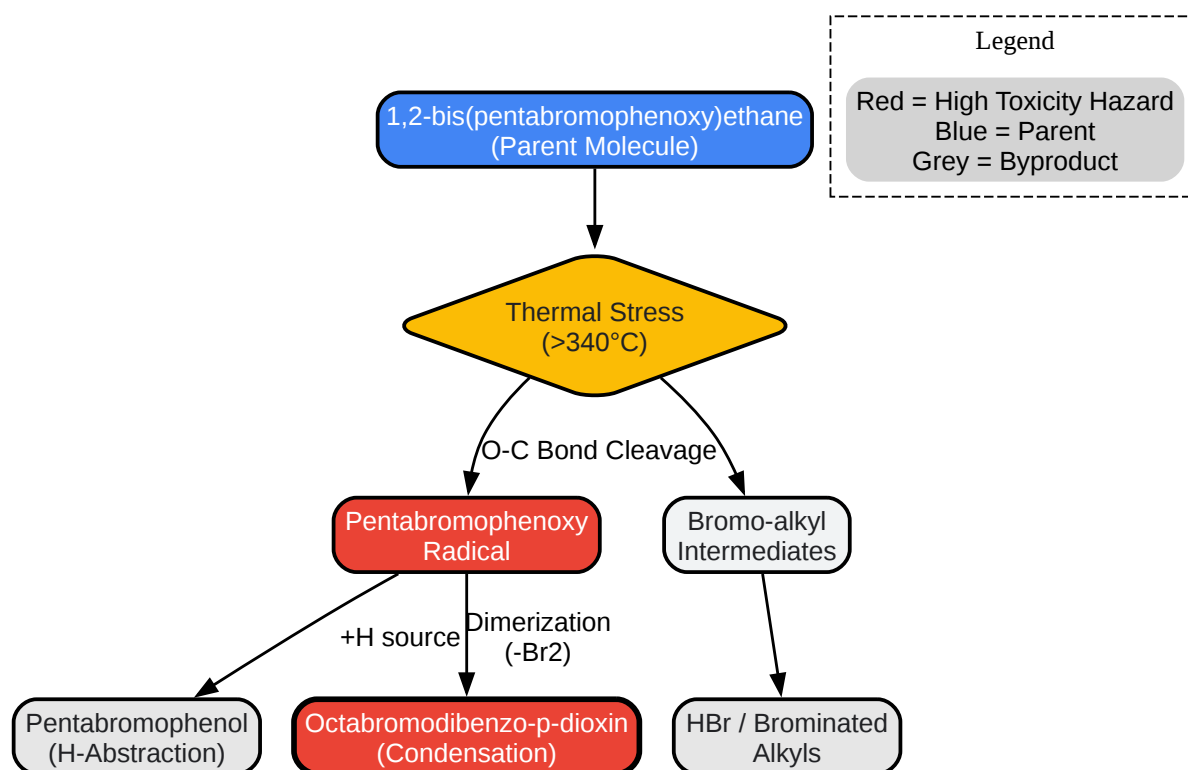 Legend
Red = High Toxicity Hazard
Blue = Parent
Grey = Byproduct
1,2-bis(pentabromophenoxy)ethane
(Parent Molecule)
Thermal Stress
(>340°C)
O-C Bond Cleavage
Pentabromophenoxy
Radical
Bromo-alkyl
Intermediates
+H source
Dimerization
(-Br2)
Pentabromophenol
(H-Abstraction)
Octabromodibenzo-p-dioxin
(Condensation)
HBr / Brominated
Alkyls